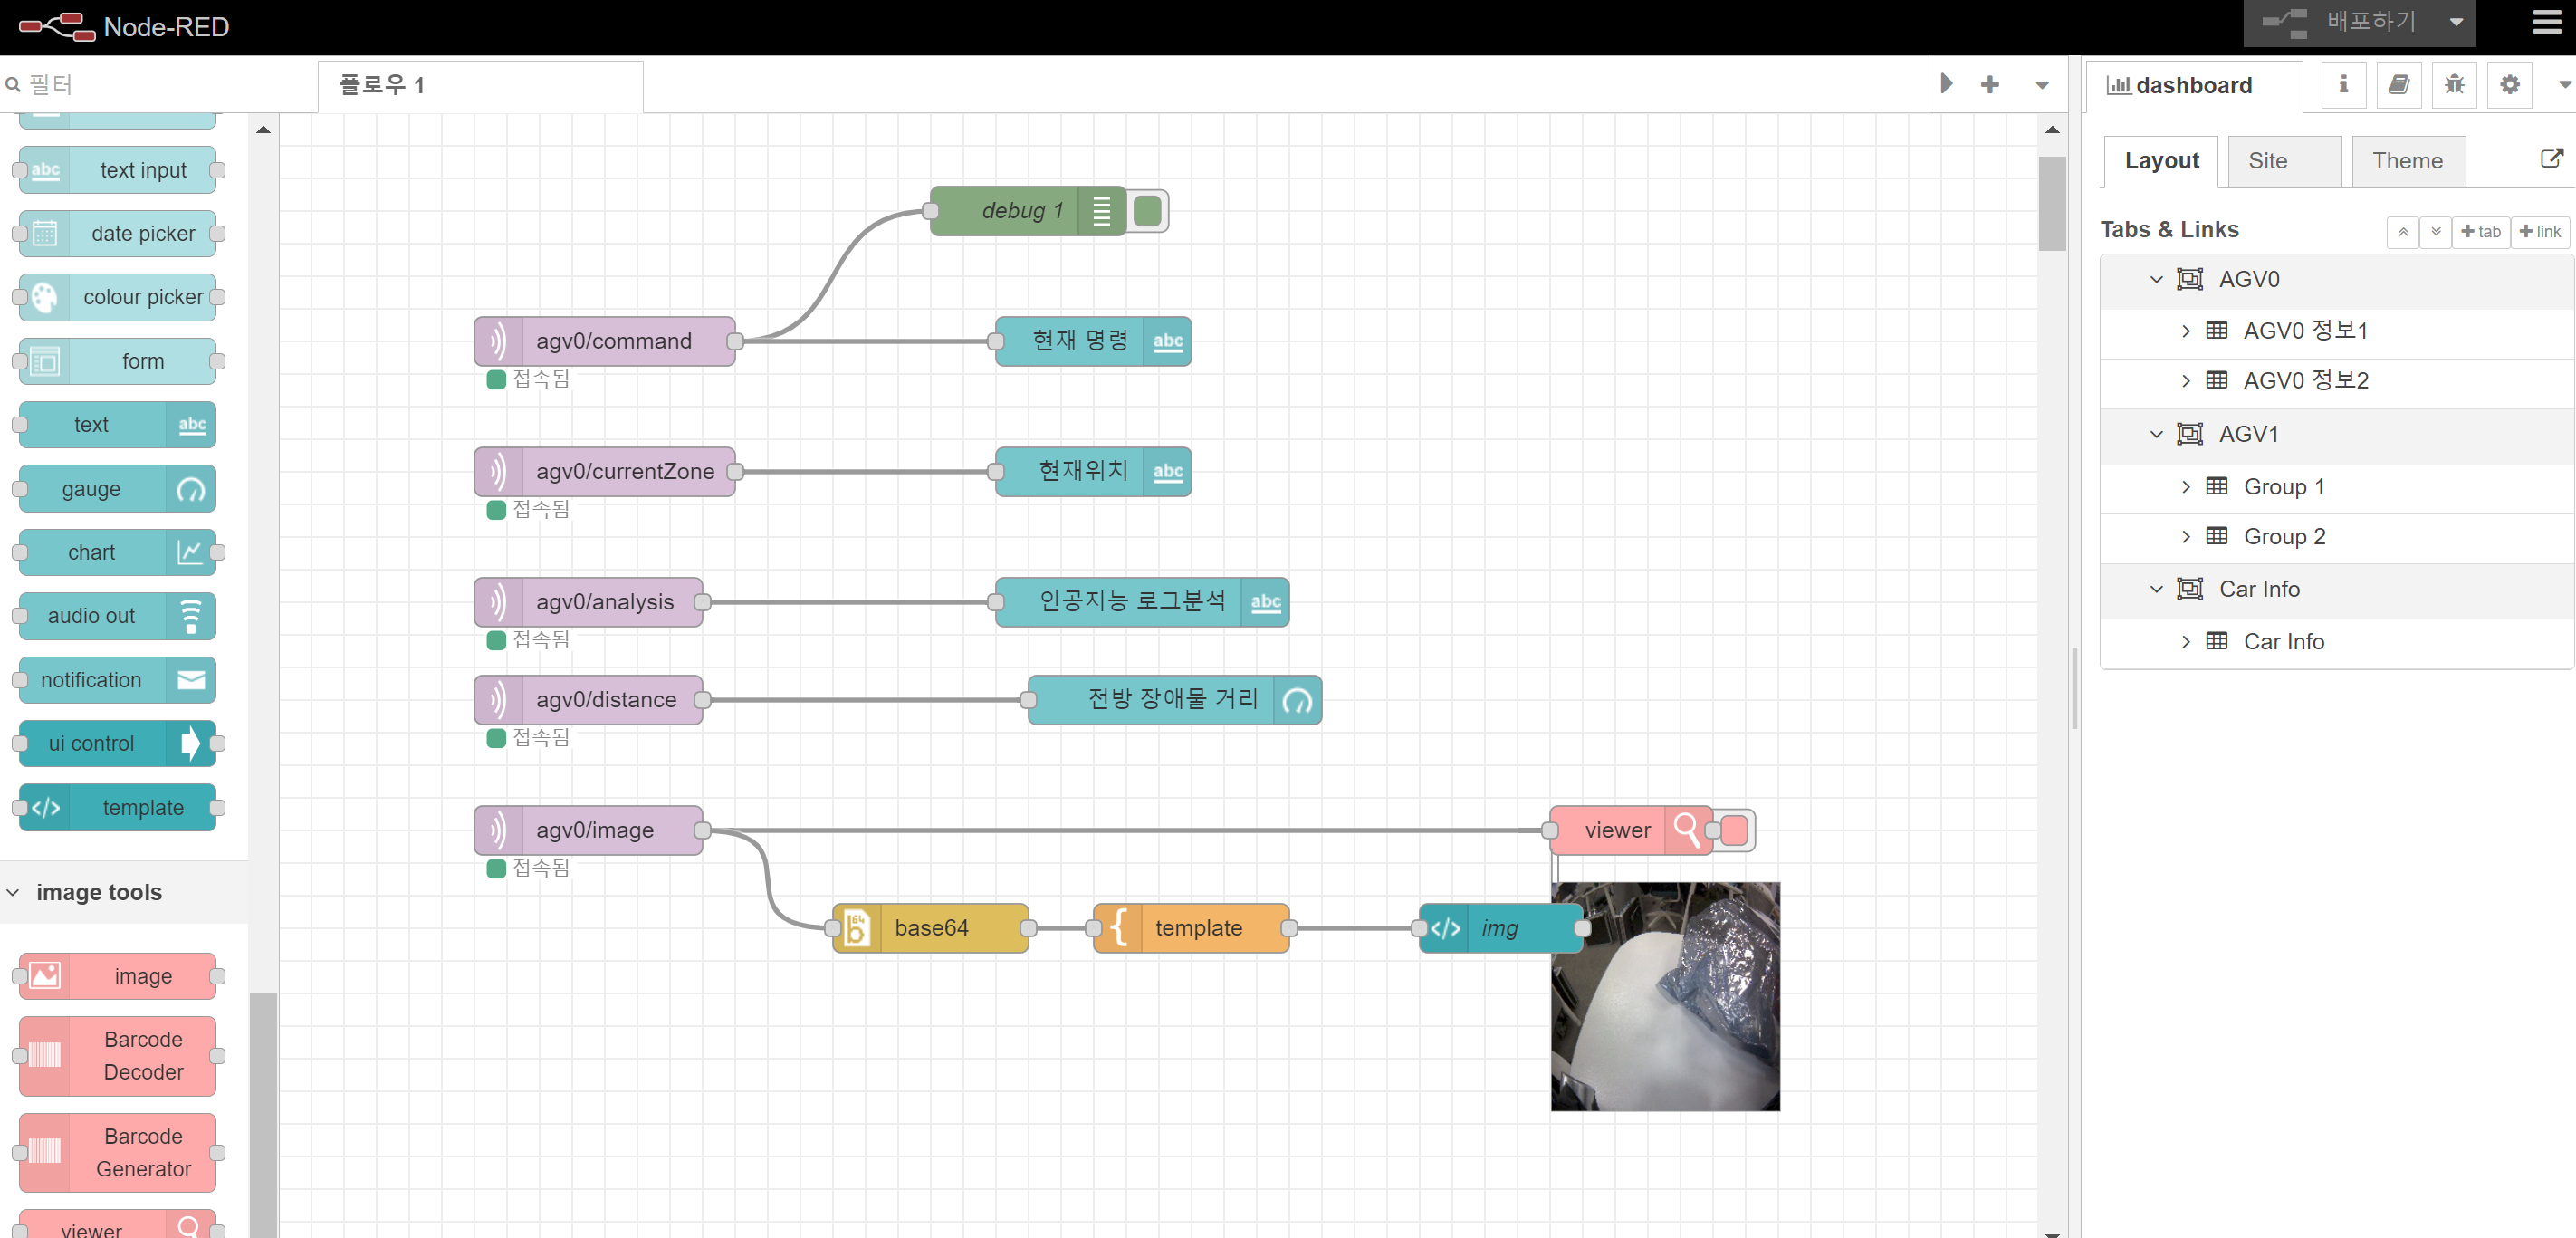 Node-RED
배포하기
필터
플로우 1
dashboard
text input
date picker
colour picker
form
text
gauge
chart
audio out
notification
ui control
template
image tools
image
Barcode
Decoder
Barcode
Generator
viewer
debug 1
agv0/command
현재 명령
abc
접속됨
agv0/currentZone
현재위치
abc
접속됨
agv0/analysis
인공지능 로그분석
abc
접속됨
agv0/distance
전방 장애물 거리
접속됨
agv0/image
viewer
접속됨
base64
template
img
Layout
Site
Theme
Tabs & Links
tab
link
AGV0
AGV0 정보1
AGV0 정보2
AGV1
Group 1
Group 2
Car Info
Car Info